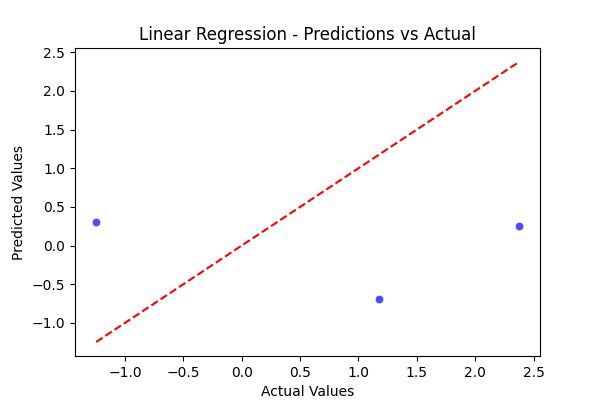 Linear Regression - Predictions vs Actual
2.5
2.0
1.5
1.0
0.5
0.0
−0.5
−1.0
Predicted Values
−1.0 −0.5 0.0 0.5 1.0 1.5 2.0 2.5
Actual Values